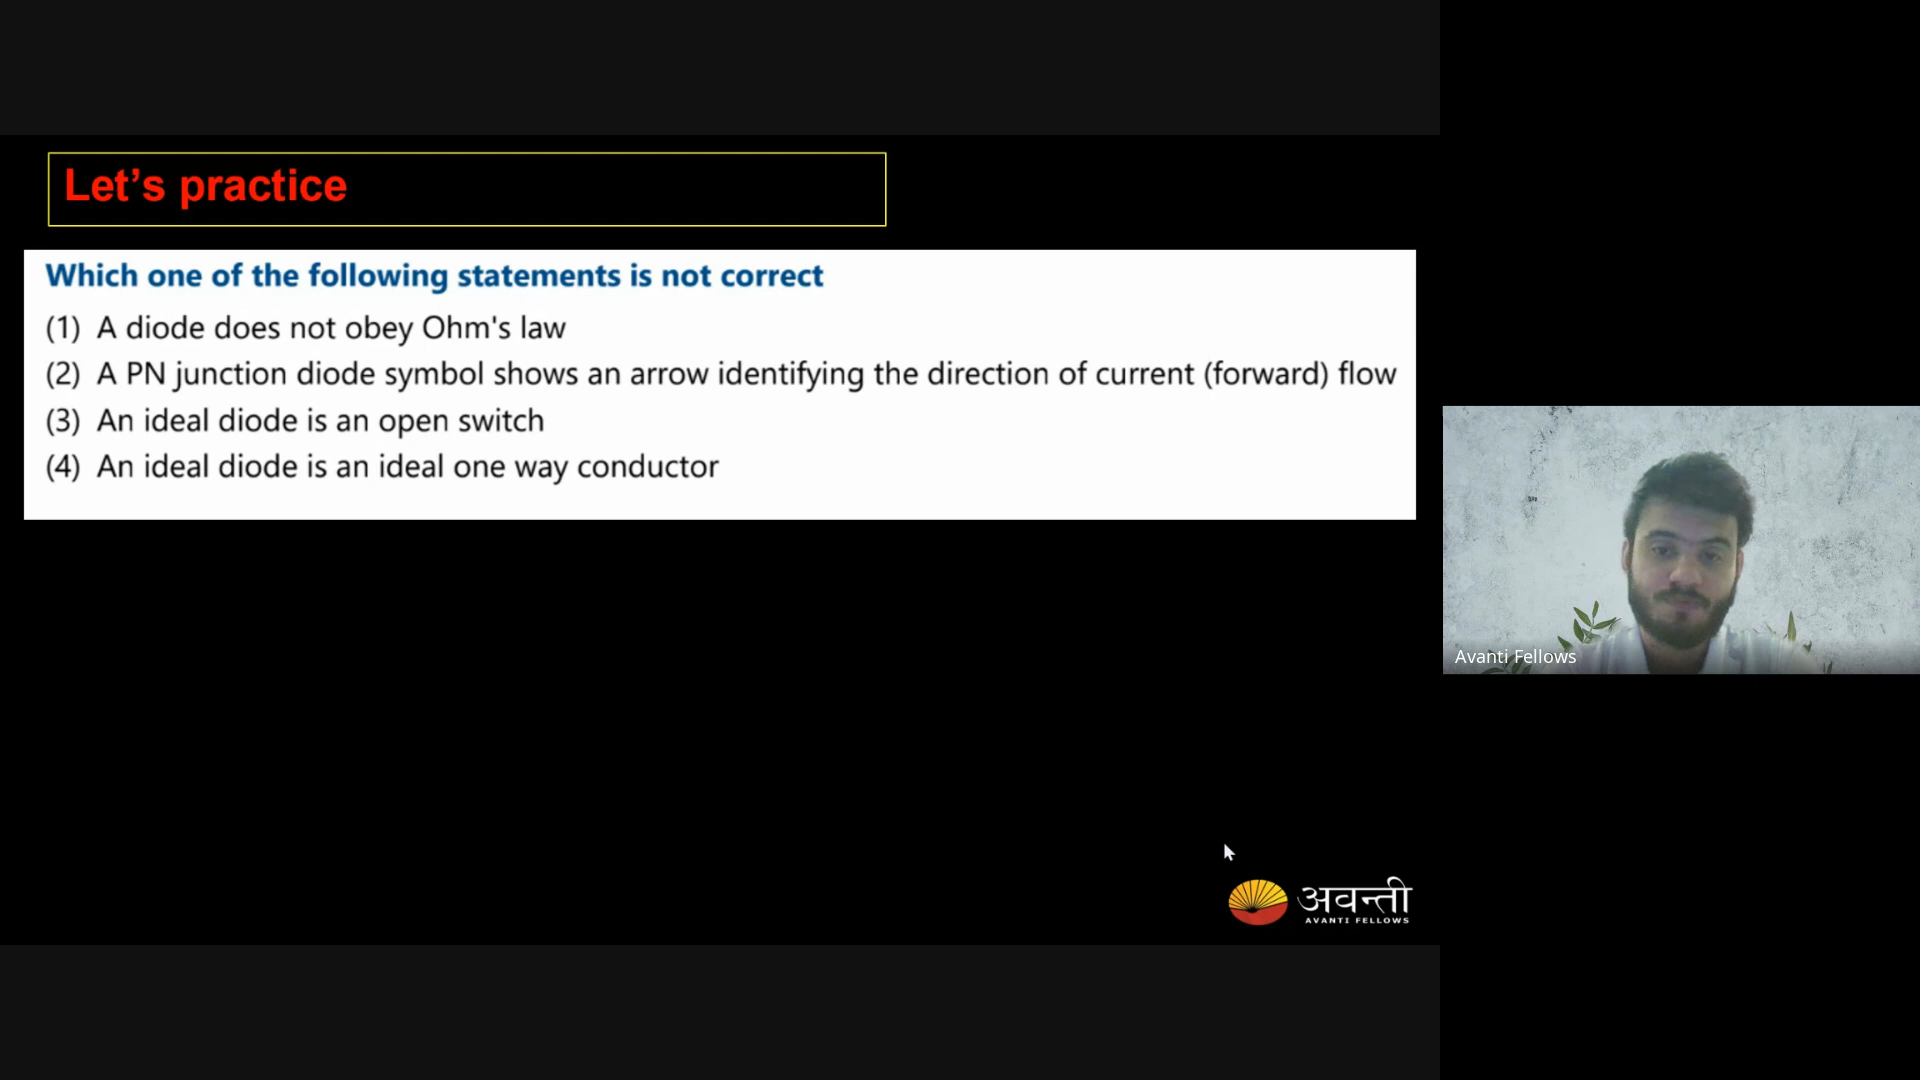 Let’s practice
Which one of the following statements is not correct
(1) A diode does not obey Ohm's law
(2) A PN junction diode symbol shows an arrow identifying the direction of current (forward) flow
(3) An ideal diode is an open switch
(4) An ideal diode is an ideal one way conductor
Avanti Fellows
अवन्ती
AVANTI FELLOWS